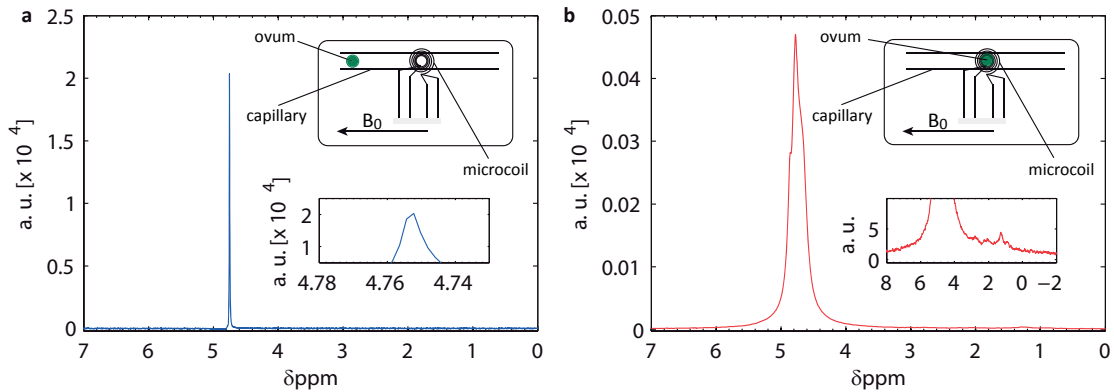 a
ovum
capillary
B0
microcoil
a. u. [x 10 4]
2.5
2
1.5
1
0.5
0
a. u. [x 10 4]
2
1
4.78
4.76
4.74
7 6 5 4 3 2 1 0
δppm
b
ovum
capillary
B0
microcoil
a. u. [x 10 4]
0.05
0.04
0.03
0.02
0.01
0
a. u.
5
0
8 6 4 2 0 −2
7 6 5 4 3 2 1 0
δppm